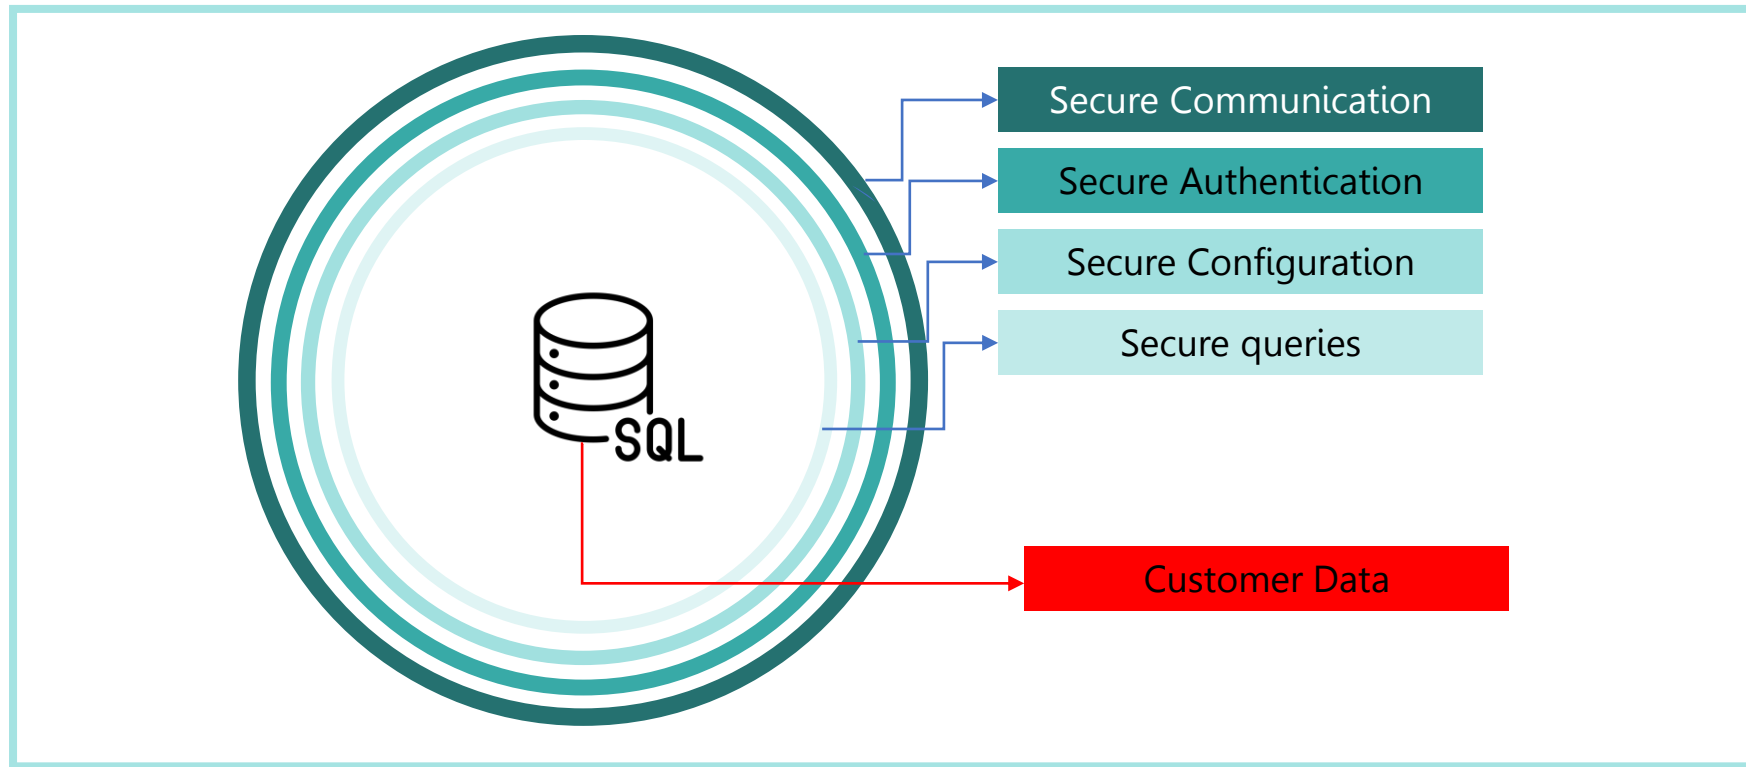 Secure Communication
Secure Authentication
Secure Configuration
Secure queries
SQL
Customer Data